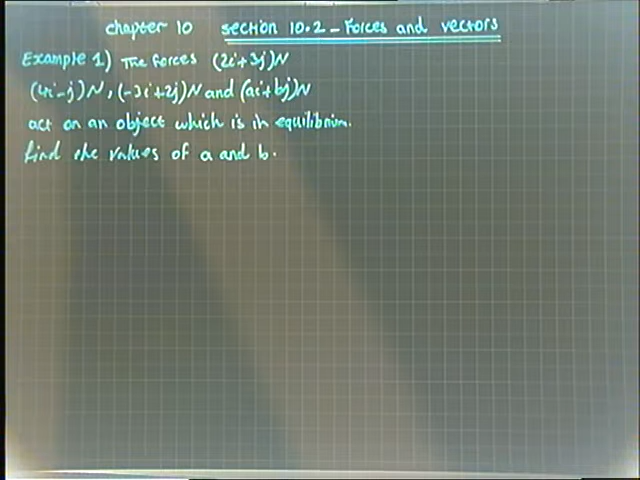 chapter 10 section 10.2 - Forces and vectors
Example 1) The forces (2i+3j)N
(4i-j)N, (-3i+2j)N and (ai+bj)N
act on an object which is in equilibrium.
find the values of a and b.